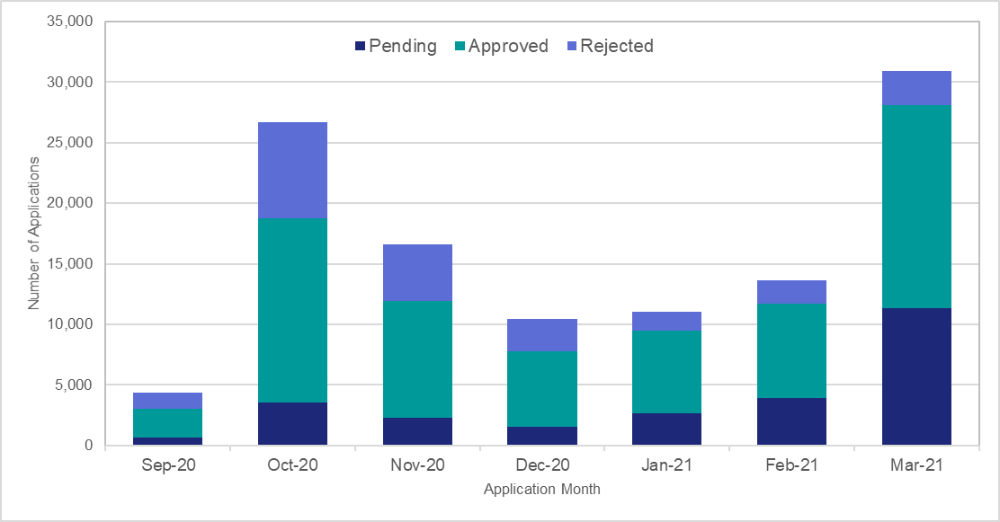 35,000
Pending Approved Rejected
30,000
25,000
20,000
15,000
10,000
5,000
0
Number of Applications
Sep-20 Oct-20 Nov-20 Dec-20 Jan-21 Feb-21 Mar-21
Application Month